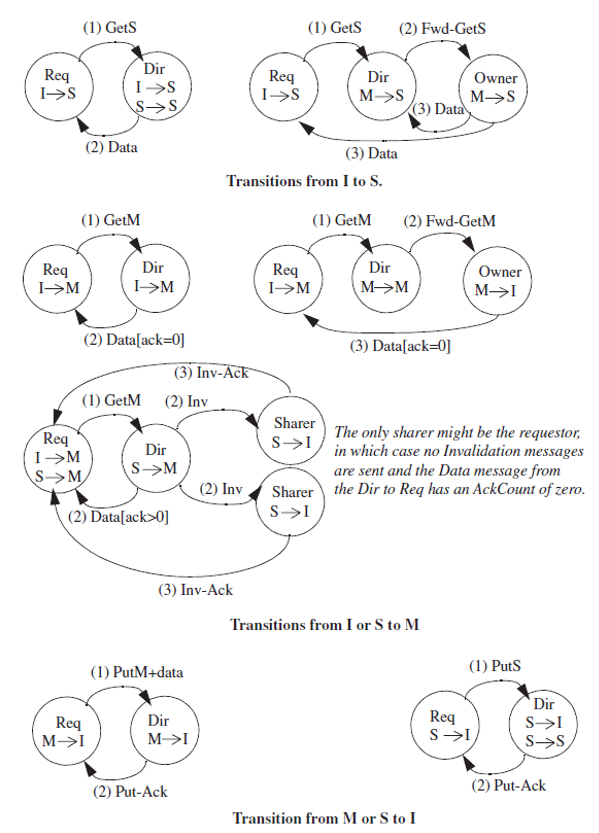 (1) GetS
Req
I→S
Dir
I→S
S→S
(2) Data
(1) GetS
(2) Fwd-GetS
Req
I→S
Dir
M→S
Owner
M→S
(3) Data
(3) Data
Transitions from I to S.
(1) GetM
Req
I→M
Dir
I→M
(2) Data[ack=0]
(1) GetM
(2) Fwd-GetM
Req
I→M
Dir
M→M
Owner
M→I
(3) Data[ack=0]
(3) Inv-Ack
(1) GetM
(2) Inv
Req
I→M
S→M
Dir
S→M
Sharer
S→I
(2) Inv
Sharer
S→I
(2) Data[ack>0]
(3) Inv-Ack
The only sharer might be the requestor,
in which case no Invalidation messages
are sent and the Data message from
the Dir to Req has an AckCount of zero.
Transitions from I or S to M
(1) PutM+data
Req
M→I
Dir
M→I
(2) Put-Ack
(1) PutS
Req
S→I
Dir
S→I
S→S
(2) Put-Ack
Transition from M or S to I